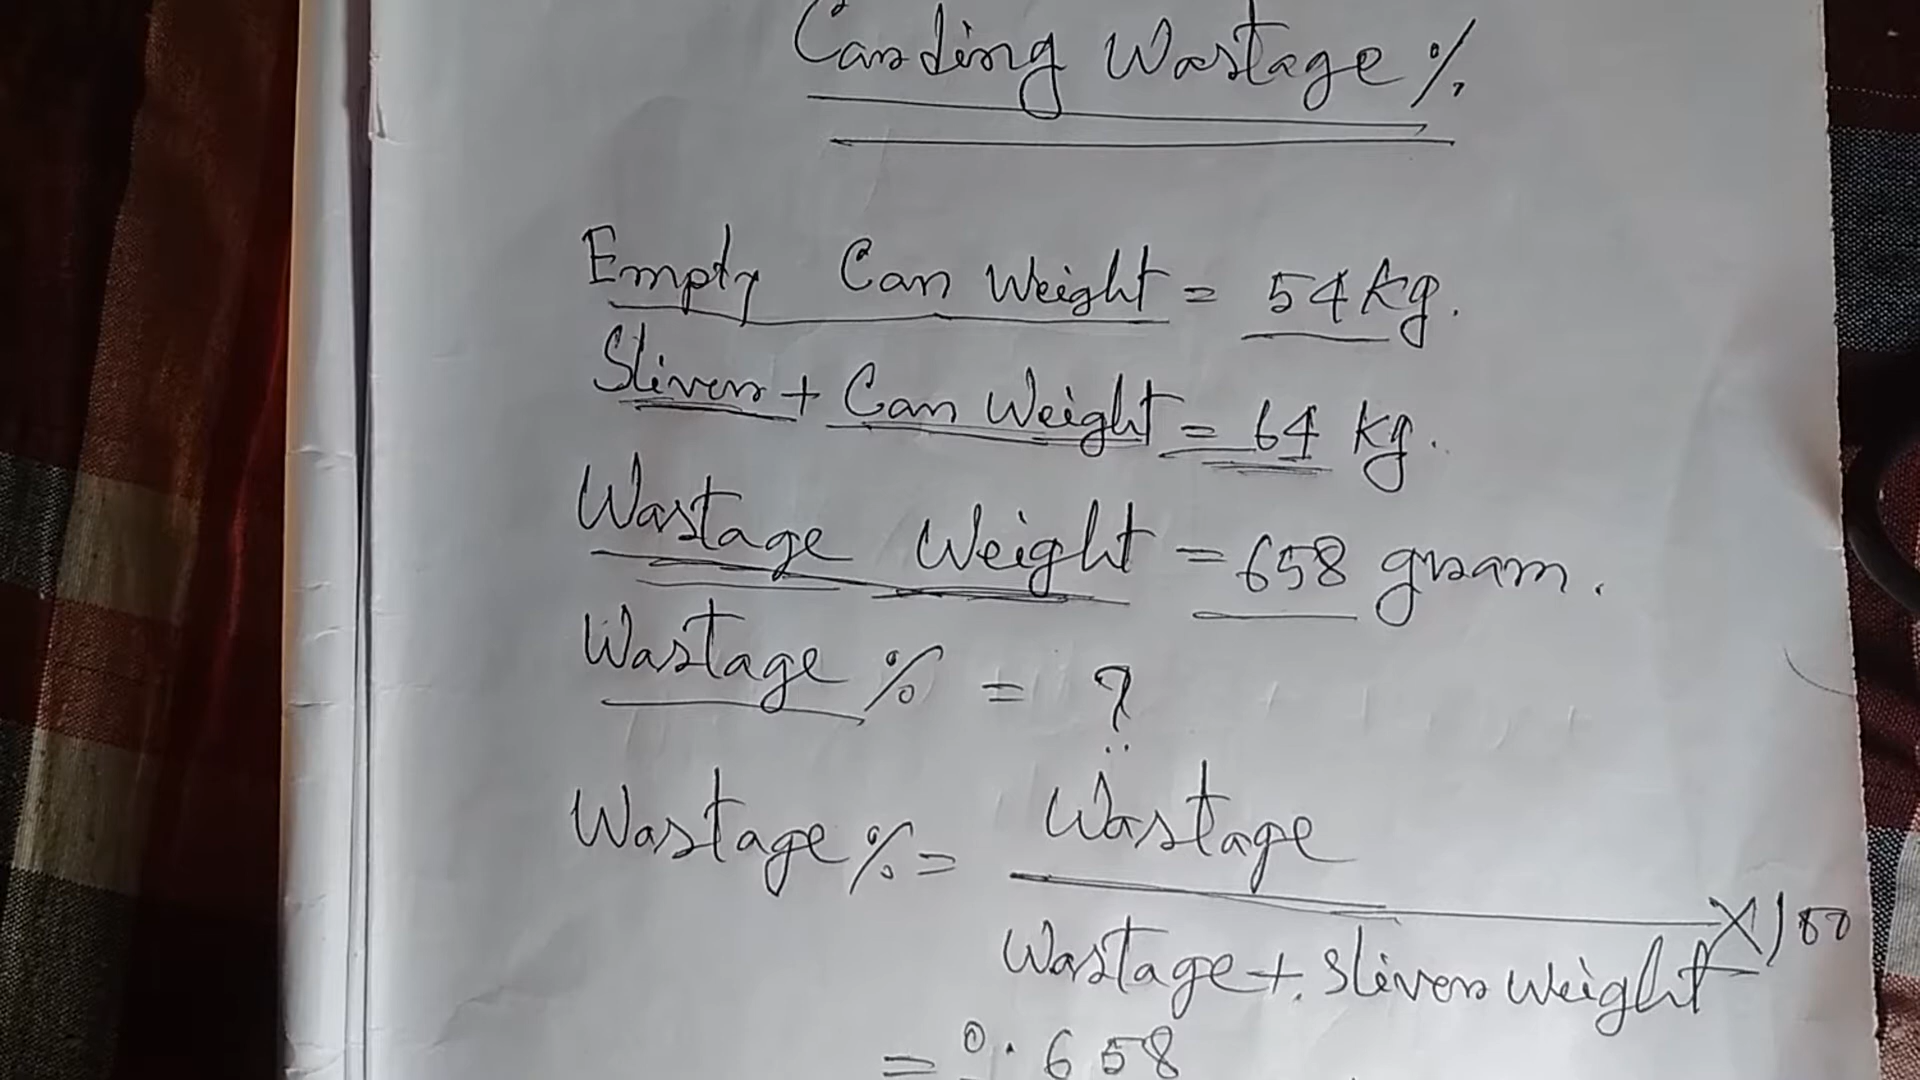 Carding Wastage %
Empty Can Weight = 54 kg.
Sliver + Can Weight = 64 kg.
Wastage Weight = 658 gram.
Wastage % = ?
Wastage % = Wastage
Wastage + Sliver Weight X 100
= 0.658